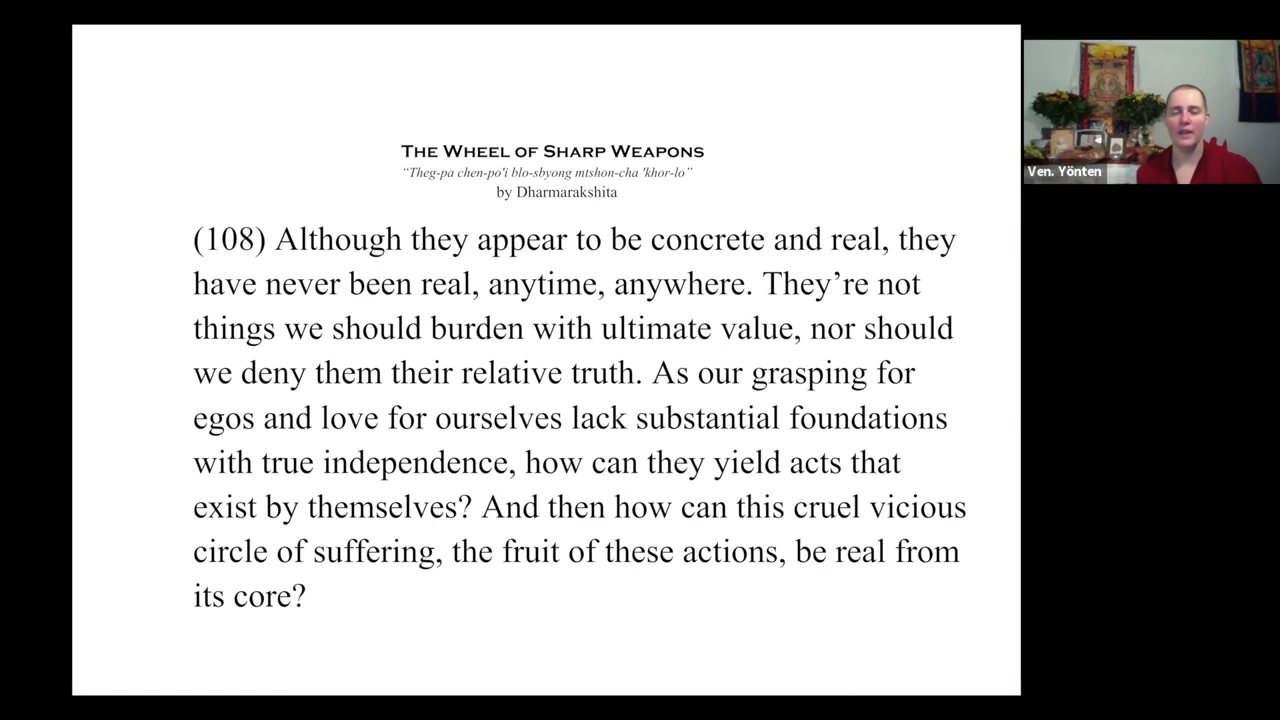 THE WHEEL OF SHARP WEAPONS
“Theg-pa chen-po'i blo-sbyong mtshon-cha 'khor-lo”
by Dharmarakshita
(108) Although they appear to be concrete and real, they
have never been real, anytime, anywhere. They’re not
things we should burden with ultimate value, nor should
we deny them their relative truth. As our grasping for
egos and love for ourselves lack substantial foundations
with true independence, how can they yield acts that
exist by themselves? And then how can this cruel vicious
circle of suffering, the fruit of these actions, be real from
its core?
Ven. Yönten